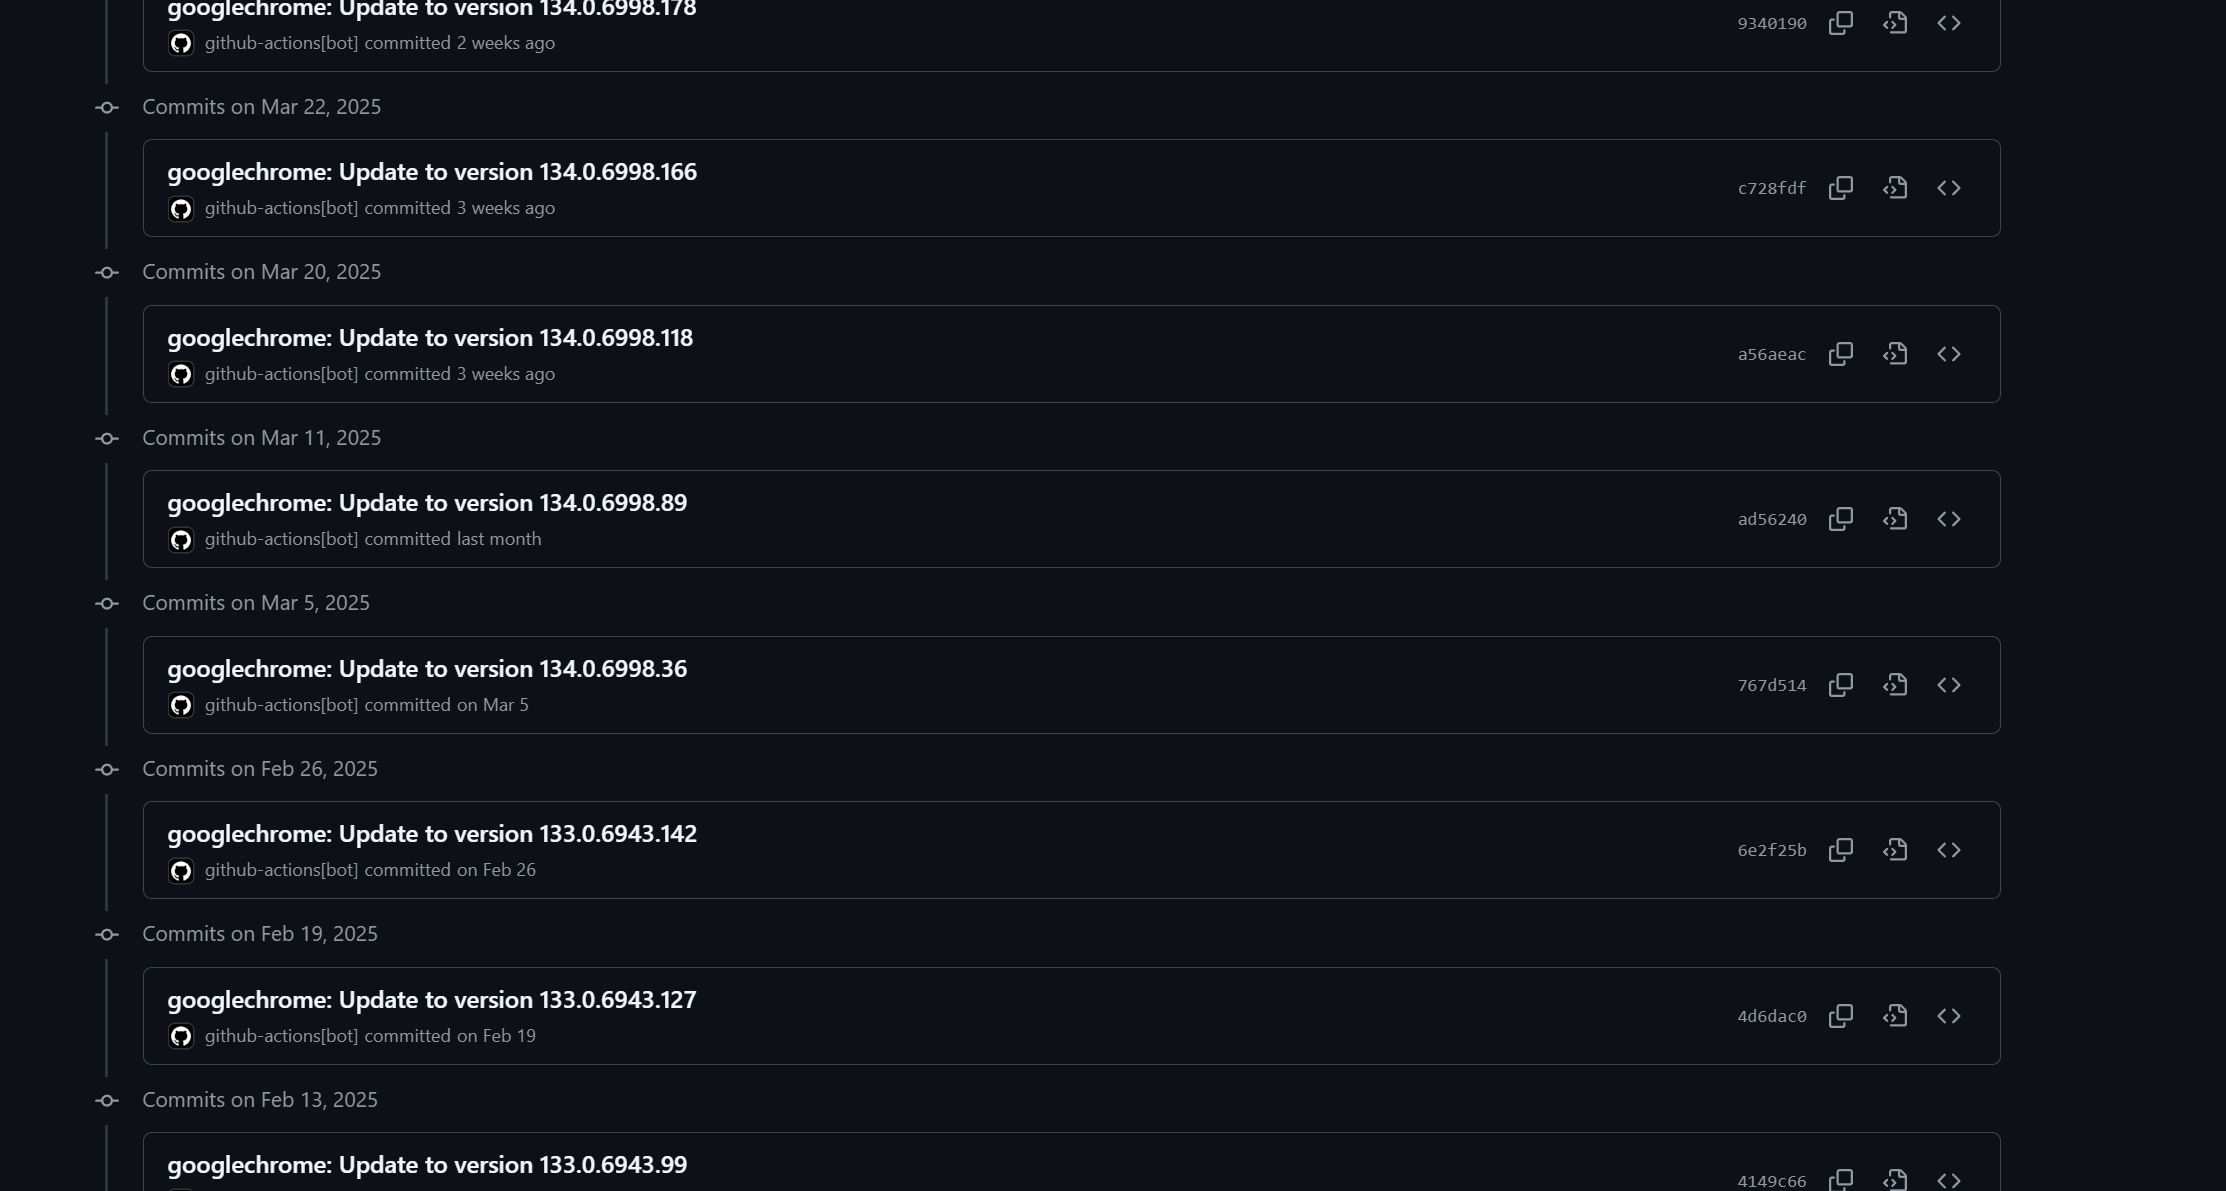 googlechrome: Update to version 134.0.6998.178
github-actions[bot] committed 2 weeks ago
9340190
Commits on Mar 22, 2025
googlechrome: Update to version 134.0.6998.166
github-actions[bot] committed 3 weeks ago
c728fdf
Commits on Mar 20, 2025
googlechrome: Update to version 134.0.6998.118
github-actions[bot] committed 3 weeks ago
a56aeac
Commits on Mar 11, 2025
googlechrome: Update to version 134.0.6998.89
github-actions[bot] committed last month
ad56240
Commits on Mar 5, 2025
googlechrome: Update to version 134.0.6998.36
github-actions[bot] committed on Mar 5
767d514
Commits on Feb 26, 2025
googlechrome: Update to version 133.0.6943.142
github-actions[bot] committed on Feb 26
6e2f25b
Commits on Feb 19, 2025
googlechrome: Update to version 133.0.6943.127
github-actions[bot] committed on Feb 19
4d6dac0
Commits on Feb 13, 2025
googlechrome: Update to version 133.0.6943.99
4149c66